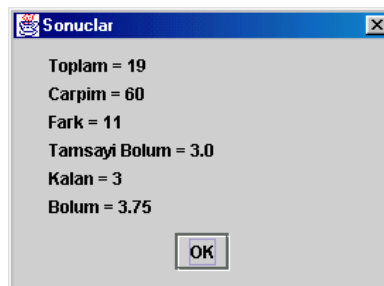 Sonuclar
Toplam = 19
Carpim = 60
Fark = 11
Tamsayi Bolum = 3.0
Kalan = 3
Bolum = 3.75
OK